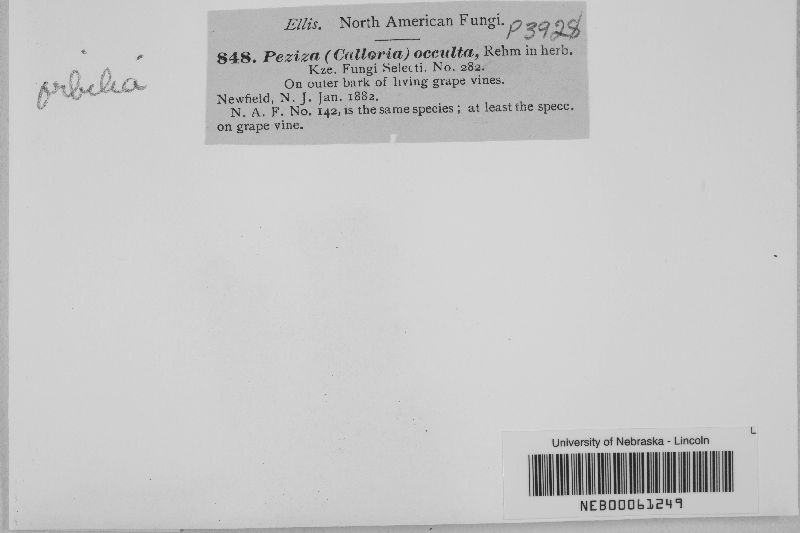 Ellis. North American Fungi.
P3928
848. Peziza (Calloria) occulta, Rehm in herb.
Kze. Fungi Selecti. No. 282.
On outer bark of living grape vines.
Newfield, N. J. Jan. 1882.
N. A. F. No. 142, is the same species ; at least the specc.
on grape vine.
orbilia
L
University of Nebraska - Lincoln
NEB00061249